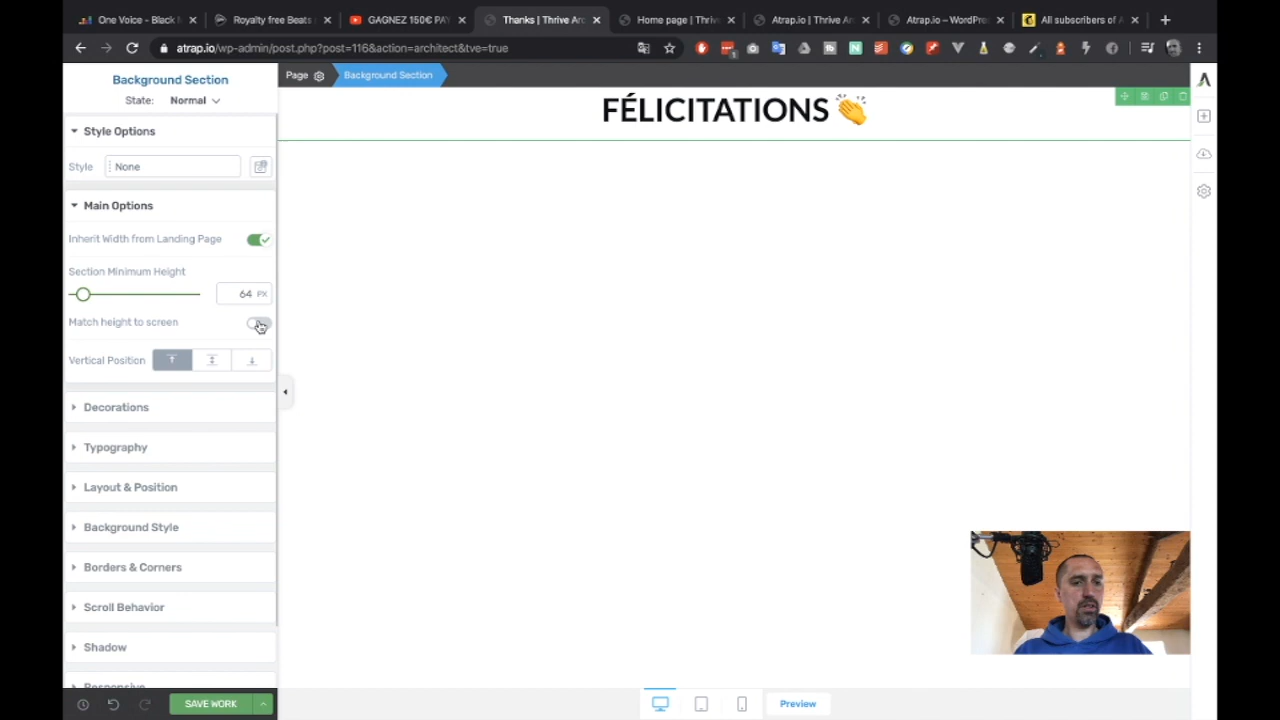 One Voice - Black M
Royalty free Beats
GAGNEZ 150€ PAY
Thanks | Thrive Arc
Home page | Thriv
Atrap.io | Thrive Ar
Atrap.io – WordPre
All subscribers of A
atrap.io/wp-admin/post.php?post=116&action=architect&tve=true
Background Section
State: Normal
Page
Background Section
FÉLICITATIONS 👏
Style Options
Style None
Main Options
Inherit Width from Landing Page
Section Minimum Height
64 PX
Match height to screen
Vertical Position
Decorations
Typography
Layout & Position
Background Style
Borders & Corners
Scroll Behavior
Shadow
Responsive
SAVE WORK
Preview